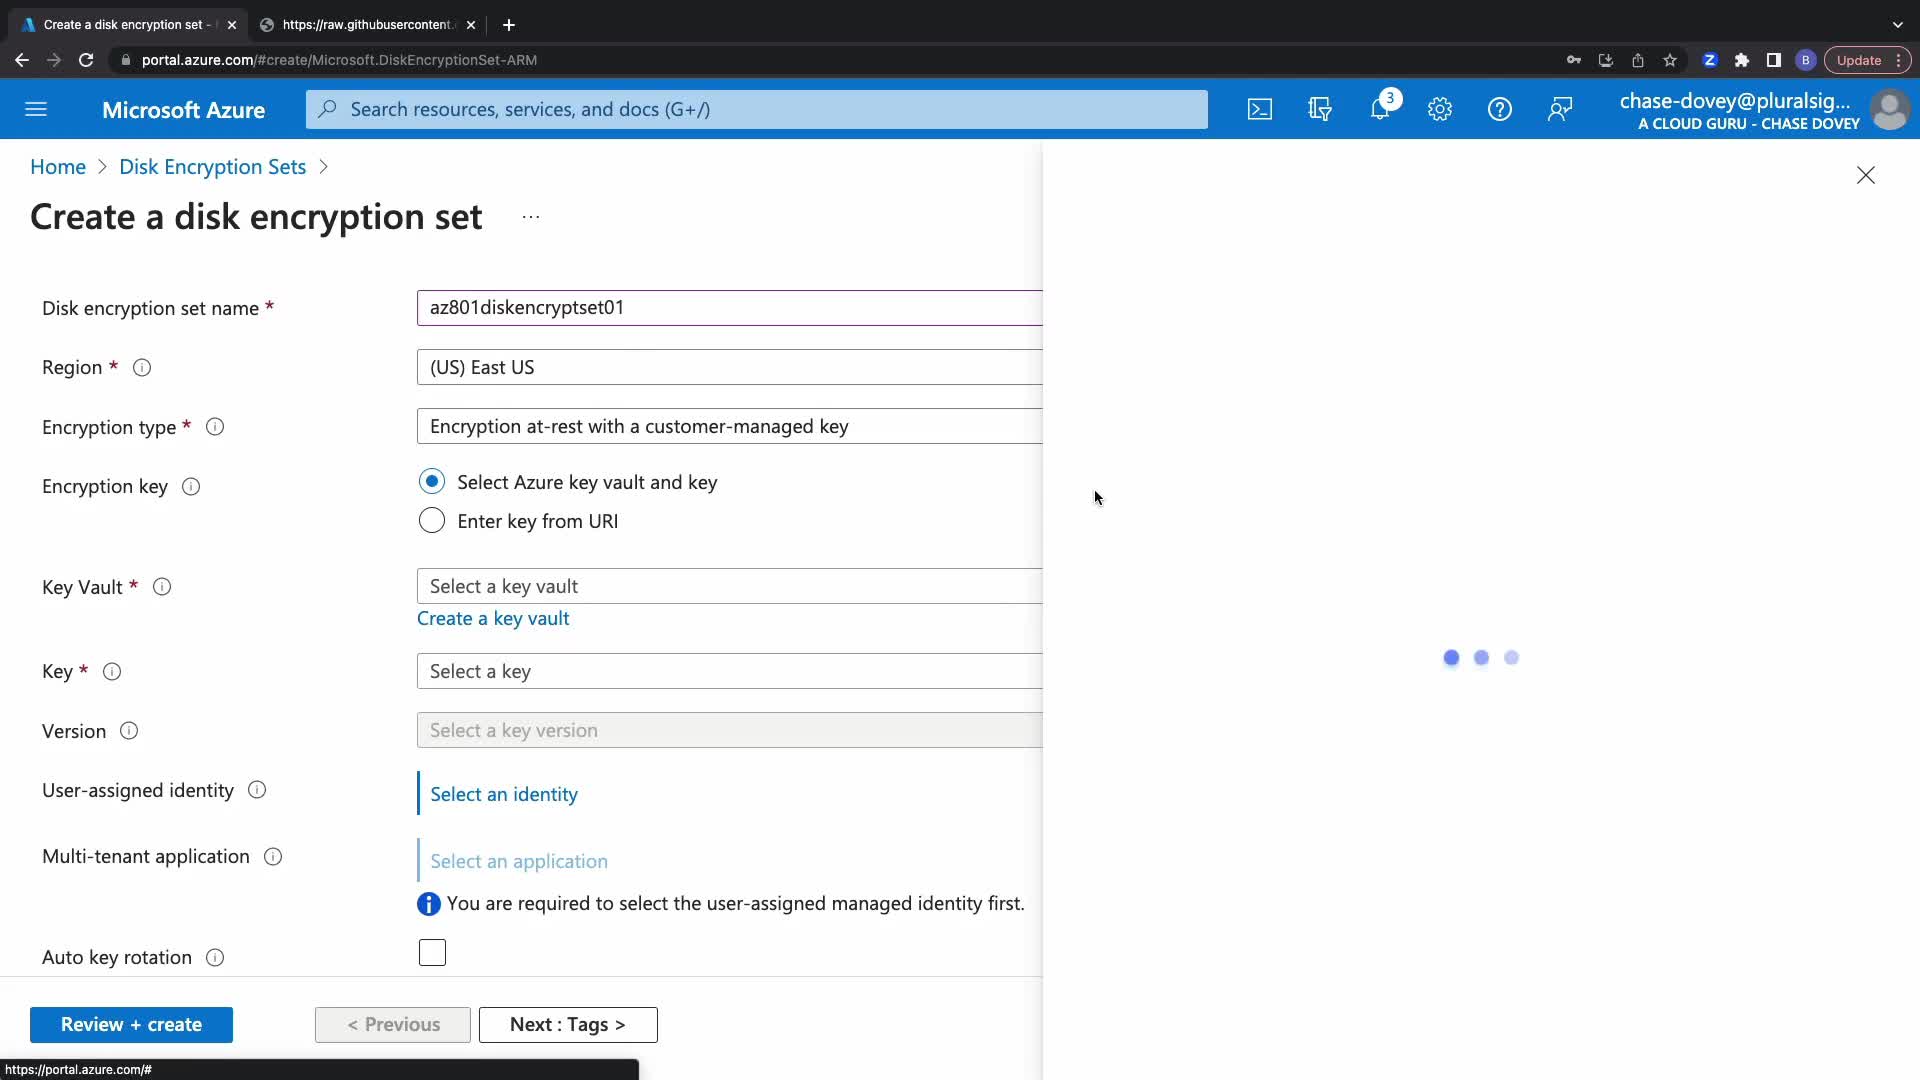 Create a disk encryption set -
https://raw.githubusercontent.
portal.azure.com/#create/Microsoft.DiskEncryptionSet-ARM
Z
B
Update
Microsoft Azure
Search resources, services, and docs (G+/)
3
chase-dovey@pluralsig...
A CLOUD GURU - CHASE DOVEY
Home > Disk Encryption Sets >
Create a disk encryption set ...
Disk encryption set name *
az801diskencryptset01
Region *
(US) East US
Encryption type *
Encryption at-rest with a customer-managed key
Encryption key
Select Azure key vault and key
Enter key from URI
Key Vault *
Select a key vault
Create a key vault
Key *
Select a key
Version
Select a key version
User-assigned identity
Select an identity
Multi-tenant application
Select an application
You are required to select the user-assigned managed identity first.
Auto key rotation
Review + create
< Previous
Next : Tags >
https://portal.azure.com/#